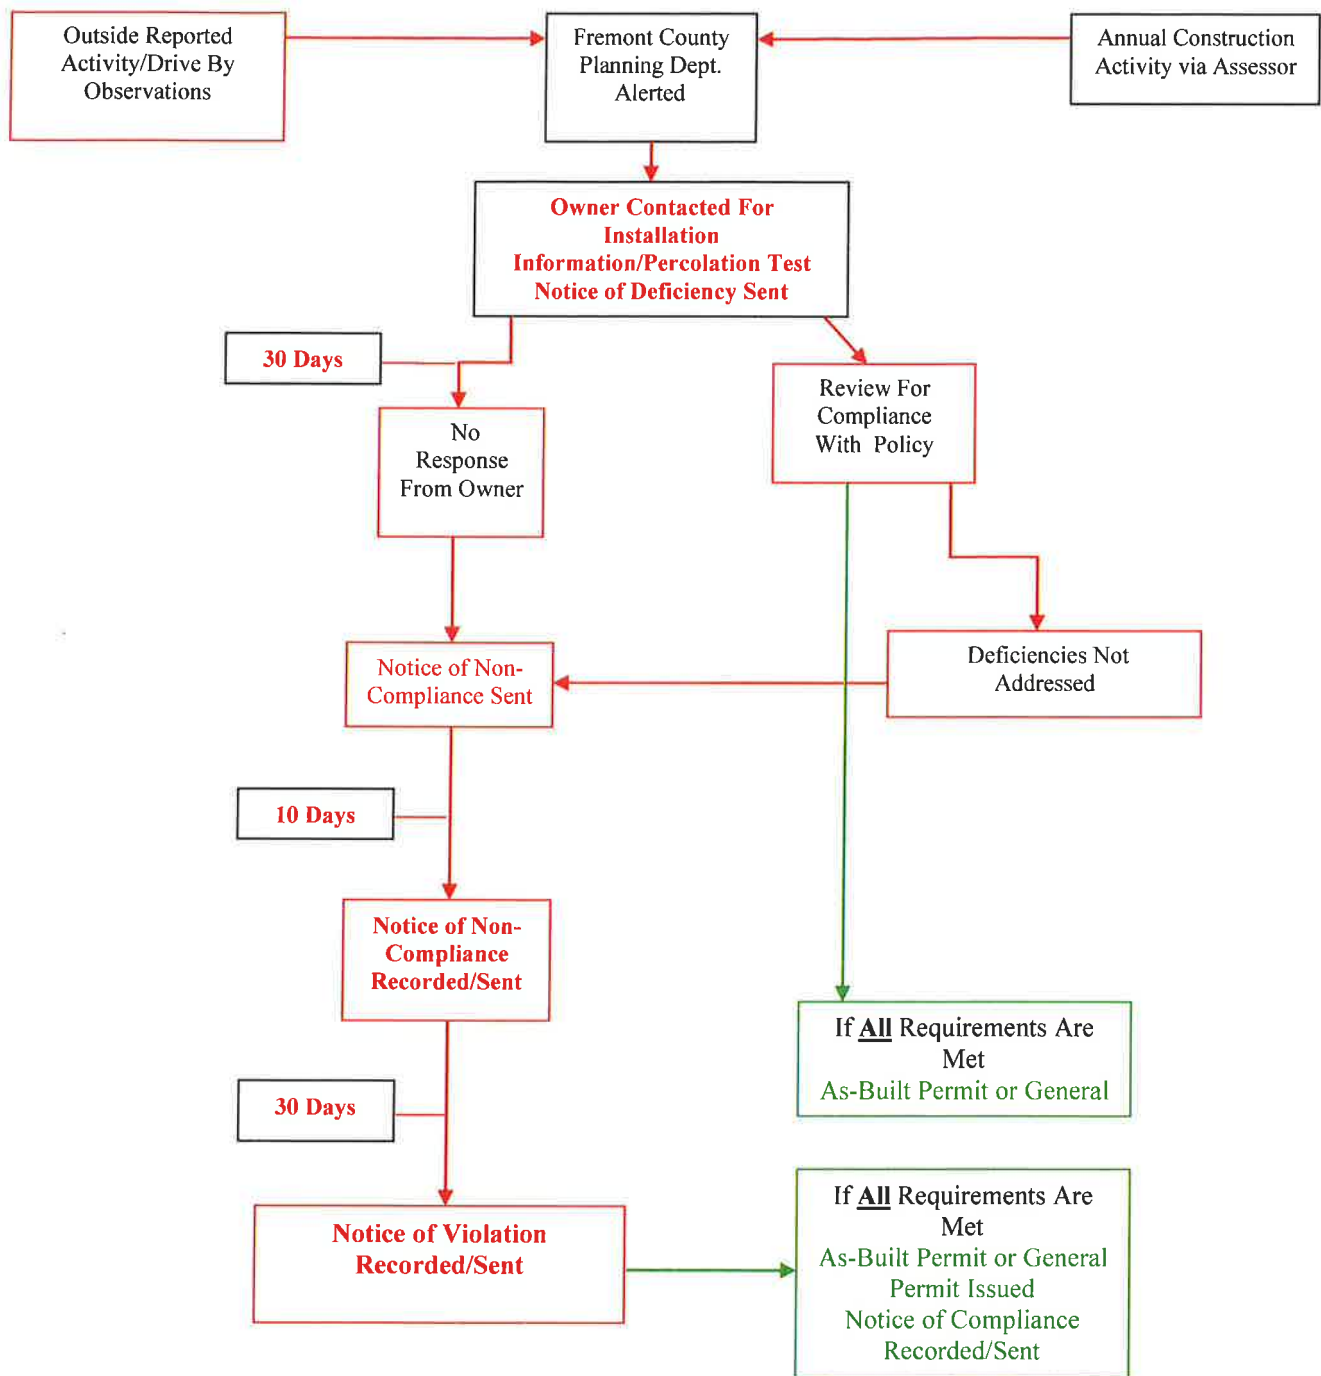 Outside Reported
Activity/Drive By
Observations
Fremont County
Planning Dept.
Alerted
Annual Construction
Activity via Assessor
Owner Contacted For
Installation
Information/Percolation Test
Notice of Deficiency Sent
30 Days
No
Response
From Owner
Review For
Compliance
With Policy
Notice of Non-
Compliance Sent
Deficiencies Not
Addressed
10 Days
Notice of Non-
Compliance
Recorded/Sent
If All Requirements Are
Met
As-Built Permit or General
30 Days
Notice of Violation
Recorded/Sent
If All Requirements Are
Met
As-Built Permit or General
Permit Issued
Notice of Compliance
Recorded/Sent